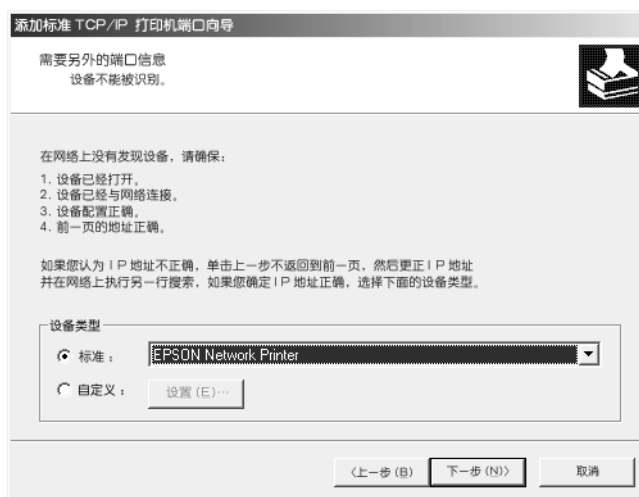 添加标准 TCP/IP 打印机端口向导
需要另外的端口信息
设备不能被识别。
在网络上没有发现设备，请确保：
1. 设备已经打开。
2. 设备已经与网络连接。
3. 设备配置正确。
4. 前一页的地址正确。
如果您认为IP地址不正确，单击上一步不返回到前一页，然后更正IP地址
并在网络上执行另一行搜索，如果您确定IP地址正确，选择下面的设备类型。
设备类型
标准： EPSON Network Printer
自定义： 设置(E)…
〈上一步(B) 下一步(N)〉 取消